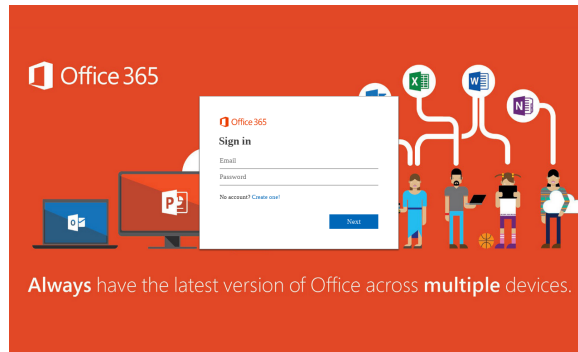 Office 365
Office 365
Sign in
Email
Password
No account? Create one!
Next
Always have the latest version of Office across multiple devices.